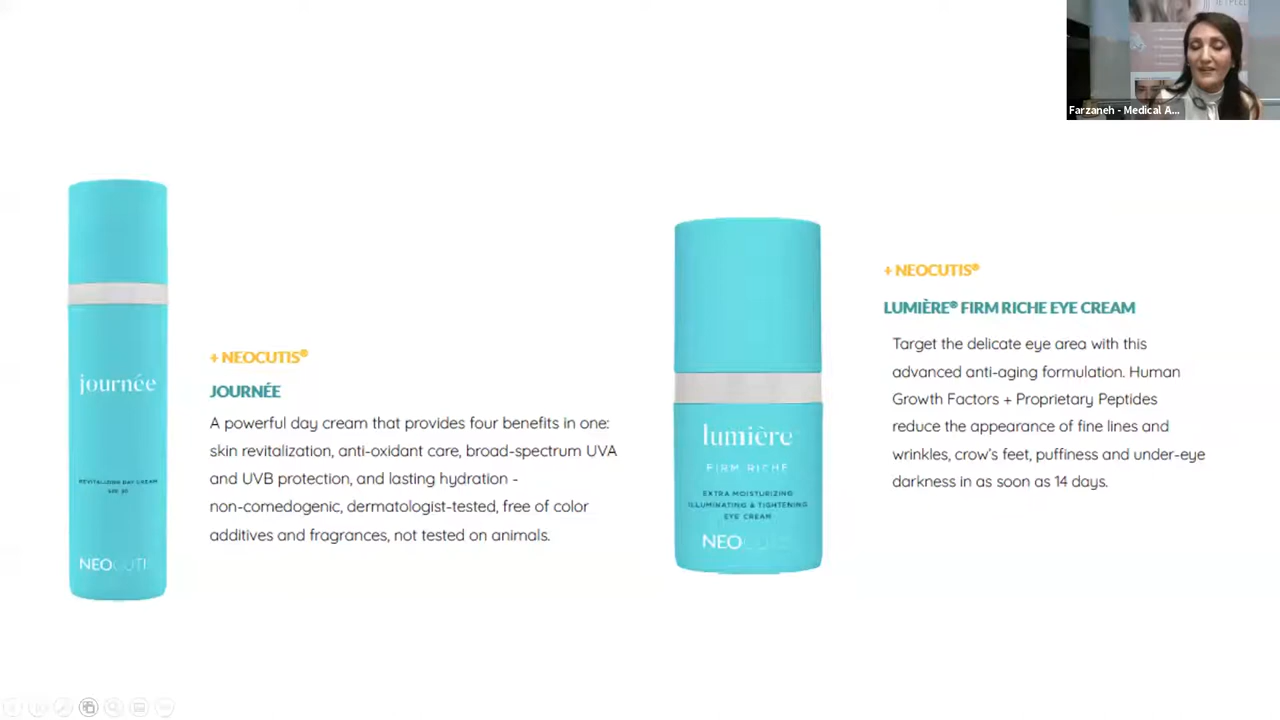 Farzaneh - Medical A...
journée
REVITALIZING DAY CREAM
NEOCUTIS
+ NEOCUTIS®
JOURNÉE
A powerful day cream that provides four benefits in one:
skin revitalization, anti-oxidant care, broad-spectrum UVA
and UVB protection, and lasting hydration -
non-comedogenic, dermatologist-tested, free of color
additives and fragrances, not tested on animals.
lumière
FIRM RICHE
EXTRA MOISTURIZING
ILLUMINATING & TIGHTENING
EYE CREAM
NEOCUTIS
+ NEOCUTIS®
LUMIÈRE® FIRM RICHE EYE CREAM
Target the delicate eye area with this
advanced anti-aging formulation. Human
Growth Factors + Proprietary Peptides
reduce the appearance of fine lines and
wrinkles, crow's feet, puffiness and under-eye
darkness in as soon as 14 days.